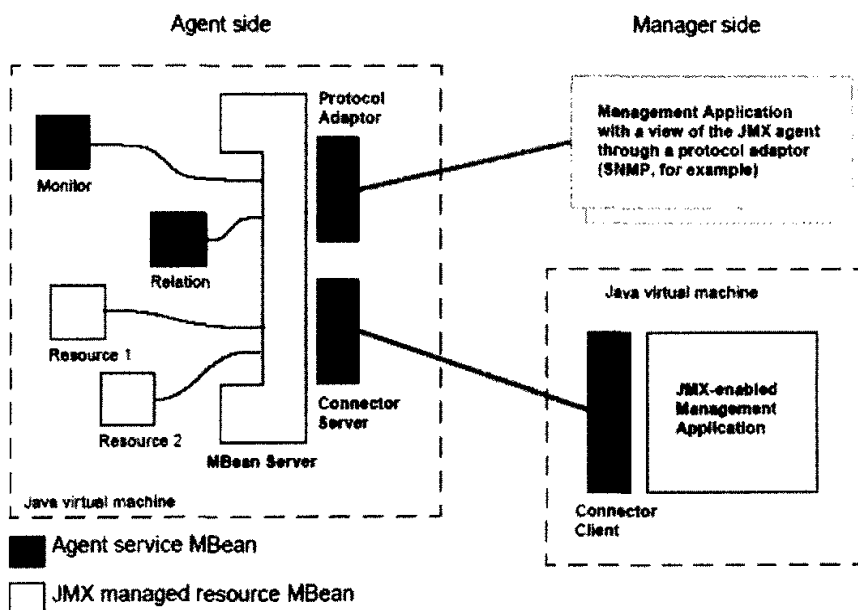 Agent side
Manager side
Protocol
Adaptor
Monitor
Relation
Resource 1
Resource 2
Connector
Server
MBean Server
Java virtual machine
Management Application
with a view of the JMX agent
through a protocol adaptor
(SNMP, for example)
Java virtual machine
JMX-enabled
Management
Application
Connector
Client
Agent service MBean
JMX managed resource MBean